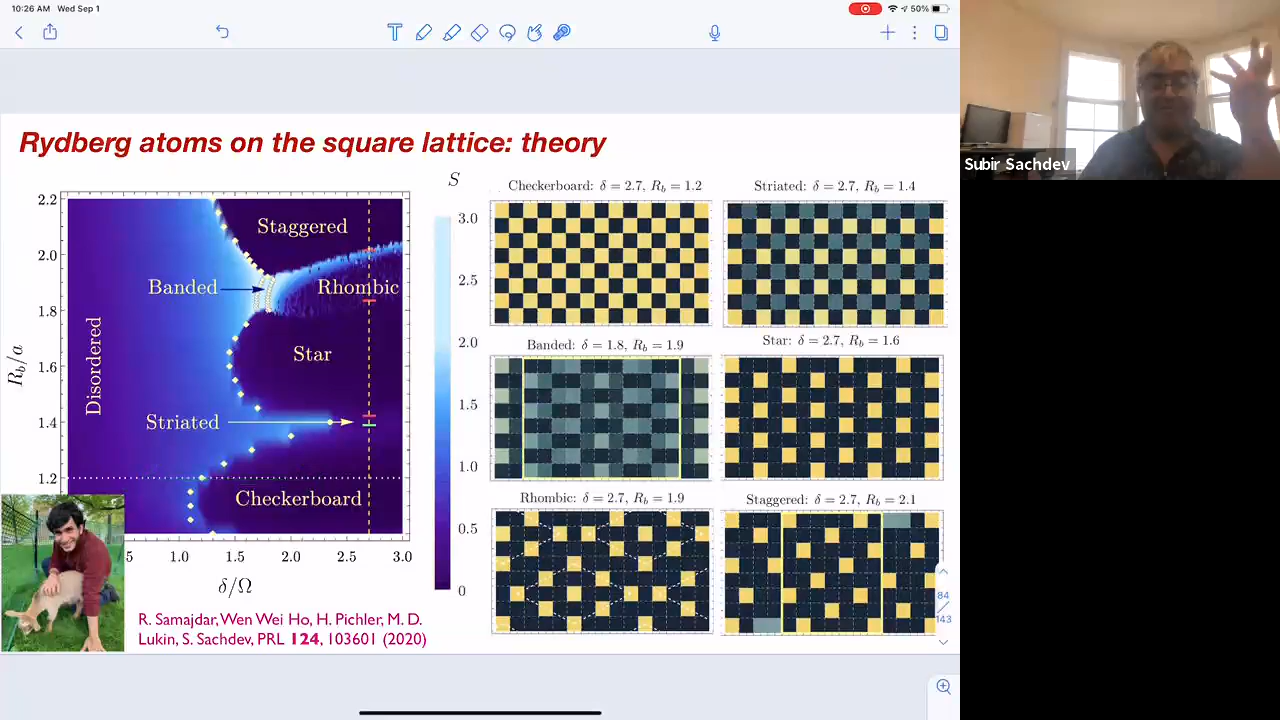 10:26 AM Wed Sep 1
50%
Rydberg atoms on the square lattice: theory
Subir Sachdev
S
R_b/a
2.2
2.0
1.8
1.6
1.4
1.2
Disordered
Staggered
Banded
Rhombic
Star
Striated
Checkerboard
5 1.0 1.5 2.0 2.5 3.0
δ/Ω
3.0
2.5
2.0
1.5
1.0
0.5
0
Checkerboard: δ = 2.7, R_b = 1.2
Striated: δ = 2.7, R_b = 1.4
Banded: δ = 1.8, R_b = 1.9
Star: δ = 2.7, R_b = 1.6
Rhombic: δ = 2.7, R_b = 1.9
Staggered: δ = 2.7, R_b = 2.1
R. Samajdar, Wen Wei Ho, H. Pichler, M. D.
Lukin, S. Sachdev, PRL 124, 103601 (2020)
84
/
143